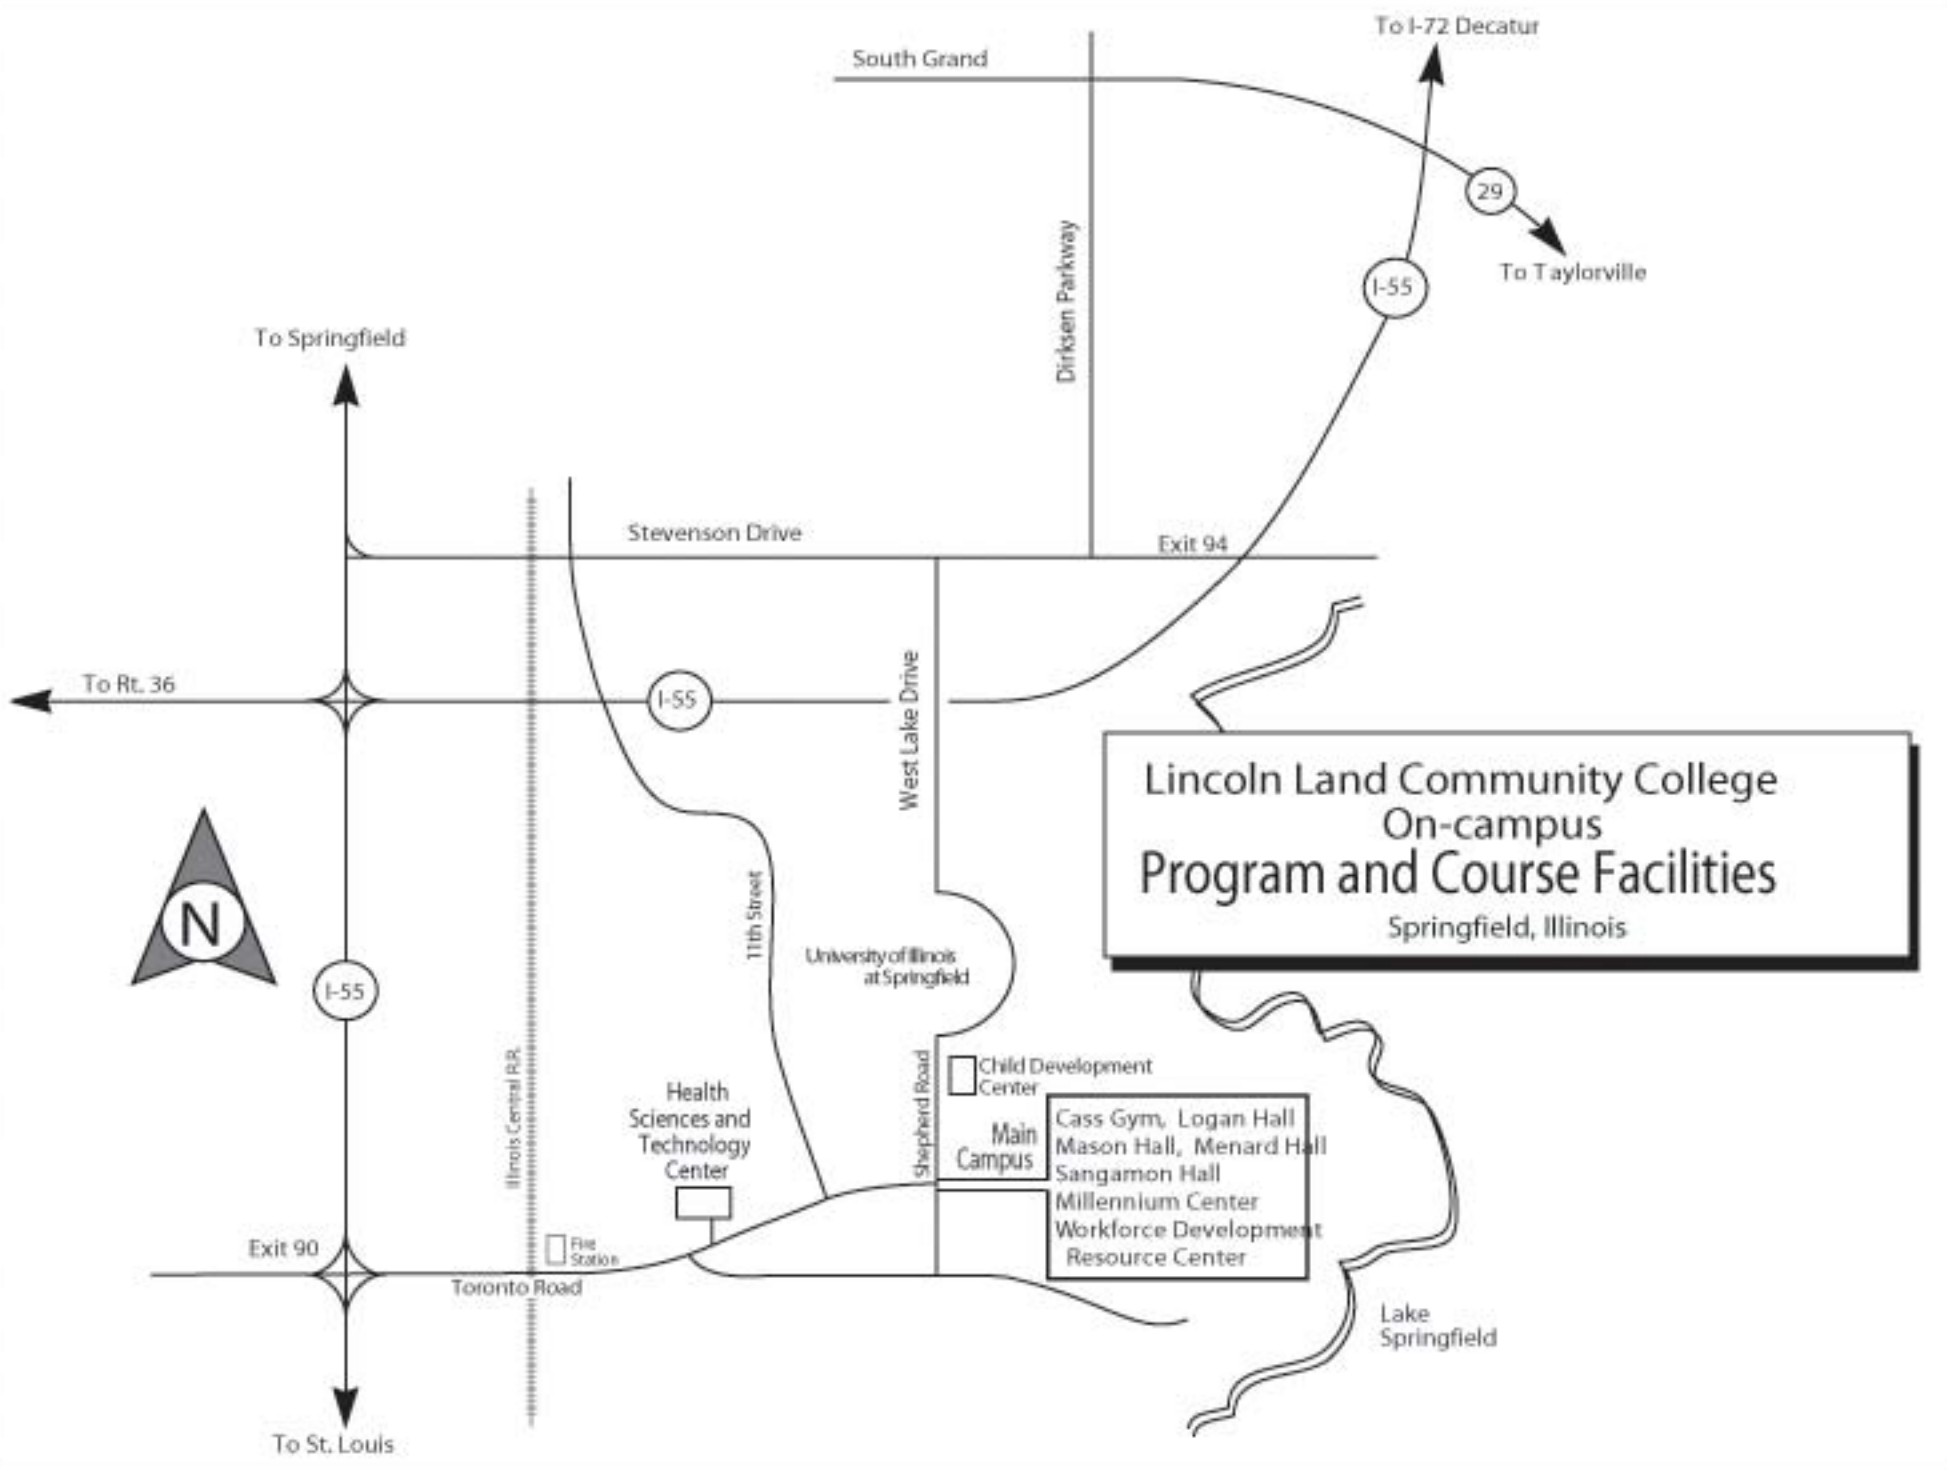 To I-72 Decatur
South Grand
29
To Taylorville
I-55
Dirksen Parkway
To Springfield
Stevenson Drive
Exit 94
To Rt. 36
I-55
West Lake Drive
Lincoln Land Community College
On-campus
Program and Course Facilities
Springfield, Illinois
N
11th Street
University of Illinois
at Springfield
I-55
Illinois Central R.R.
Shepherd Road
Child Development
Center
Health
Sciences and
Technology
Center
Main
Campus
Cass Gym, Logan Hall
Mason Hall, Menard Hall
Sangamon Hall
Millennium Center
Workforce Development
Resource Center
Exit 90
Fire
Station
Toronto Road
Lake
Springfield
To St. Louis